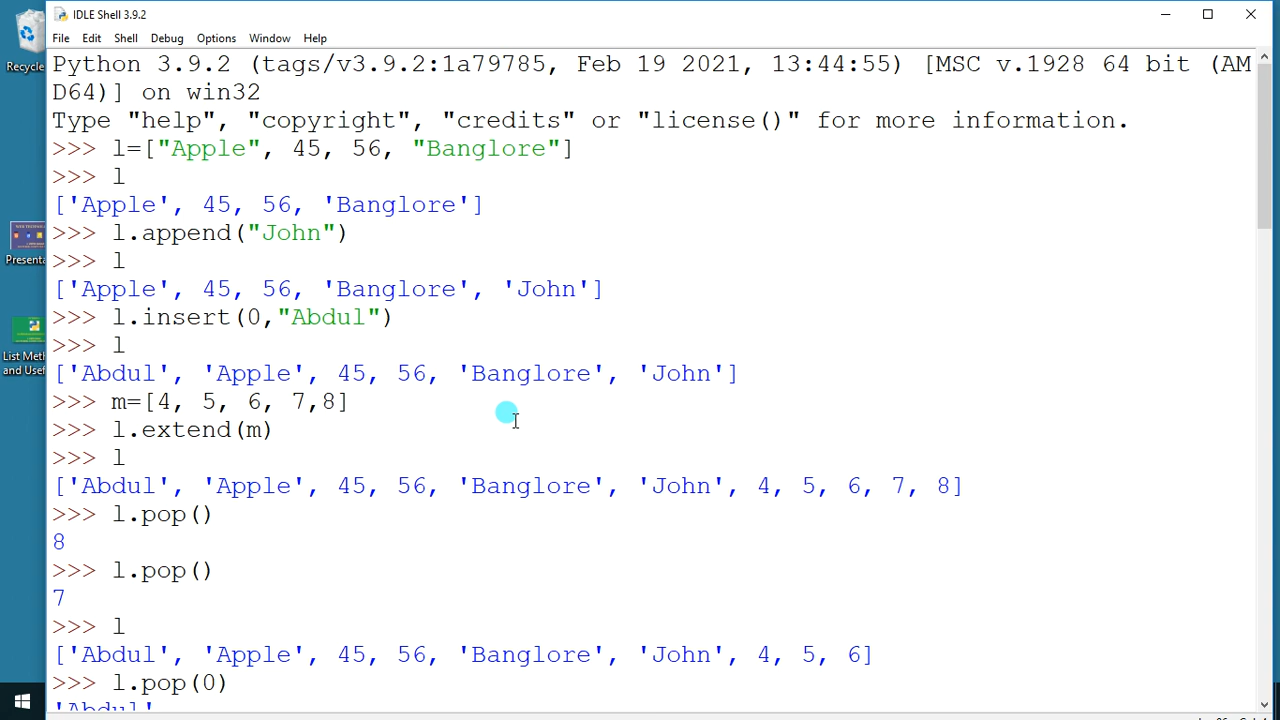 IDLE Shell 3.9.2
File Edit Shell Debug Options Window Help
Recycle
Python 3.9.2 (tags/v3.9.2:1a79785, Feb 19 2021, 13:44:55) [MSC v.1928 64 bit (AM
D64)] on win32
Type "help", "copyright", "credits" or "license()" for more information.
>>> l=["Apple", 45, 56, "Banglore"]
>>> l
['Apple', 45, 56, 'Banglore']
>>> l.append("John")
>>> l
['Apple', 45, 56, 'Banglore', 'John']
>>> l.insert(0,"Abdul")
>>> l
['Abdul', 'Apple', 45, 56, 'Banglore', 'John']
>>> m=[4, 5, 6, 7,8]
>>> l.extend(m)
>>> l
['Abdul', 'Apple', 45, 56, 'Banglore', 'John', 4, 5, 6, 7, 8]
>>> l.pop()
8
>>> l.pop()
7
>>> l
['Abdul', 'Apple', 45, 56, 'Banglore', 'John', 4, 5, 6]
>>> l.pop(0)
'Abdul'
Presenta
List Met
and Usef